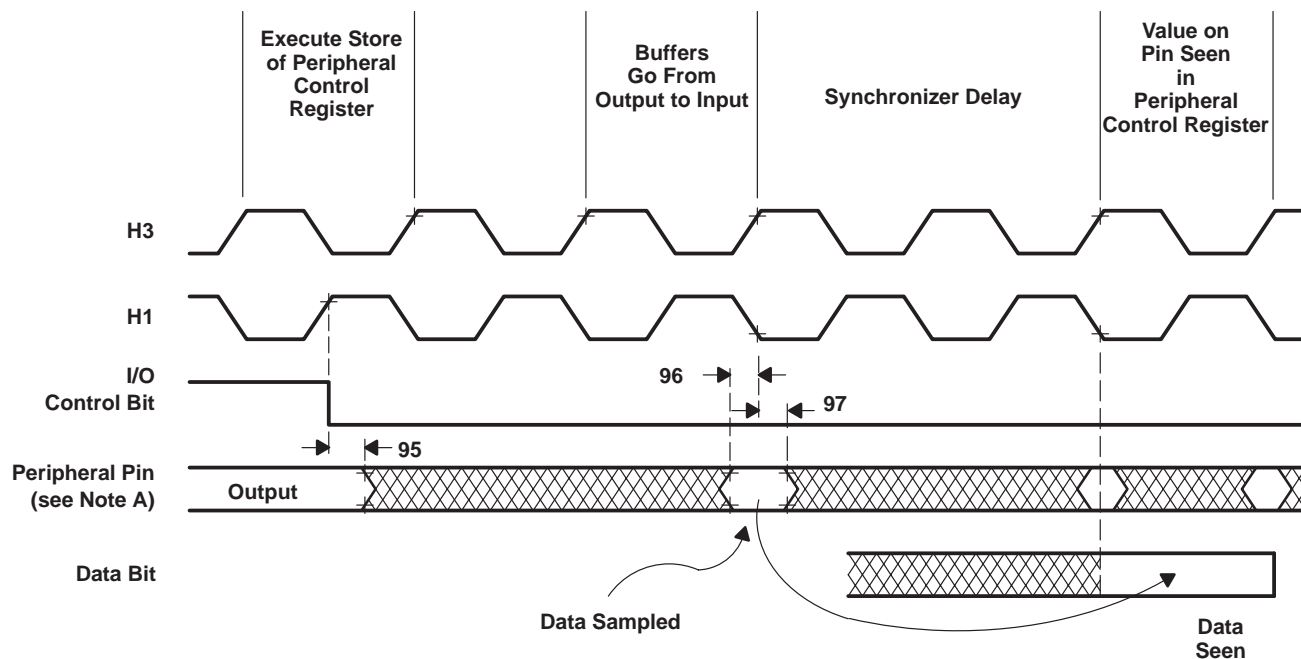 Execute Store
of Peripheral
Control
Register
Buffers
Go From
Output to Input
Synchronizer Delay
Value on
Pin Seen
in
Peripheral
Control Register
H3
H1
I/O
Control Bit
96
97
95
Peripheral Pin
(see Note A)
Output
Data Bit
Data Sampled
Data
Seen